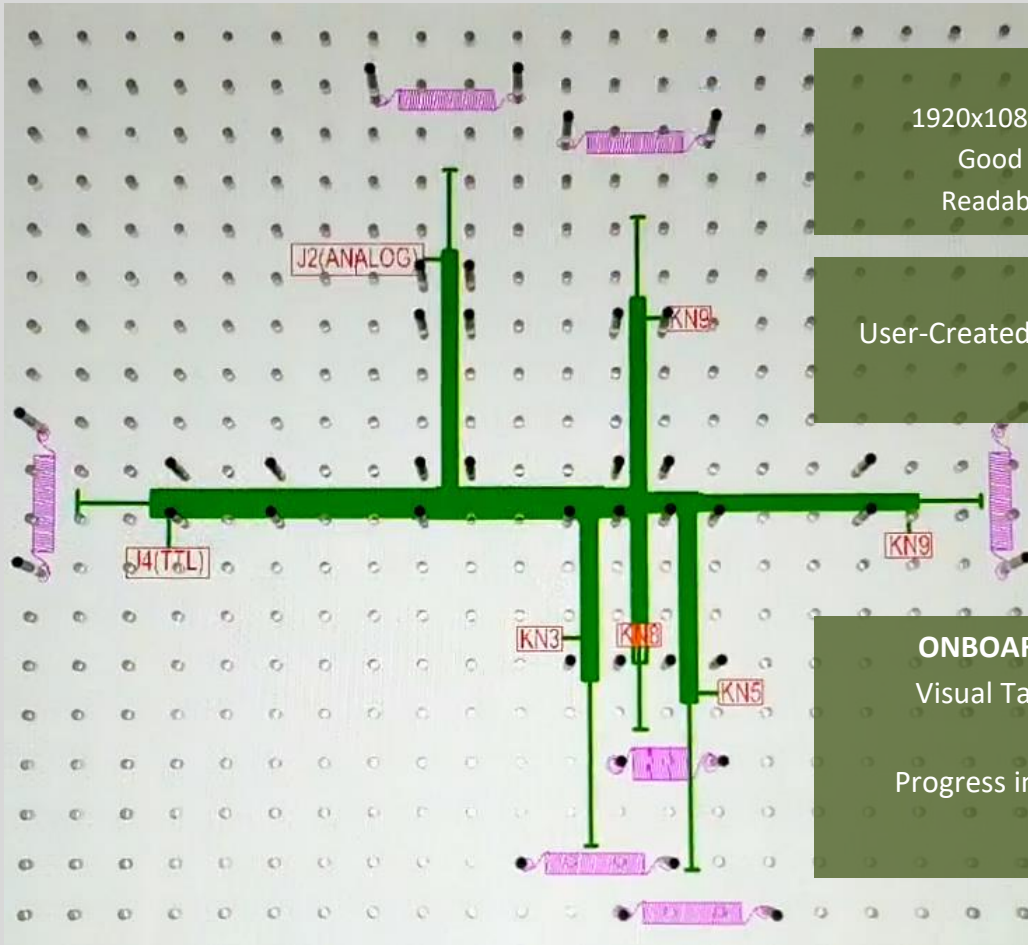 1920x108
Good
Readab
J2(ANALOG)
KN9
User-Created
J4(TTL)
KN9
KN3
KN8
KN5
ONBOAR
Visual Ta
Progress in